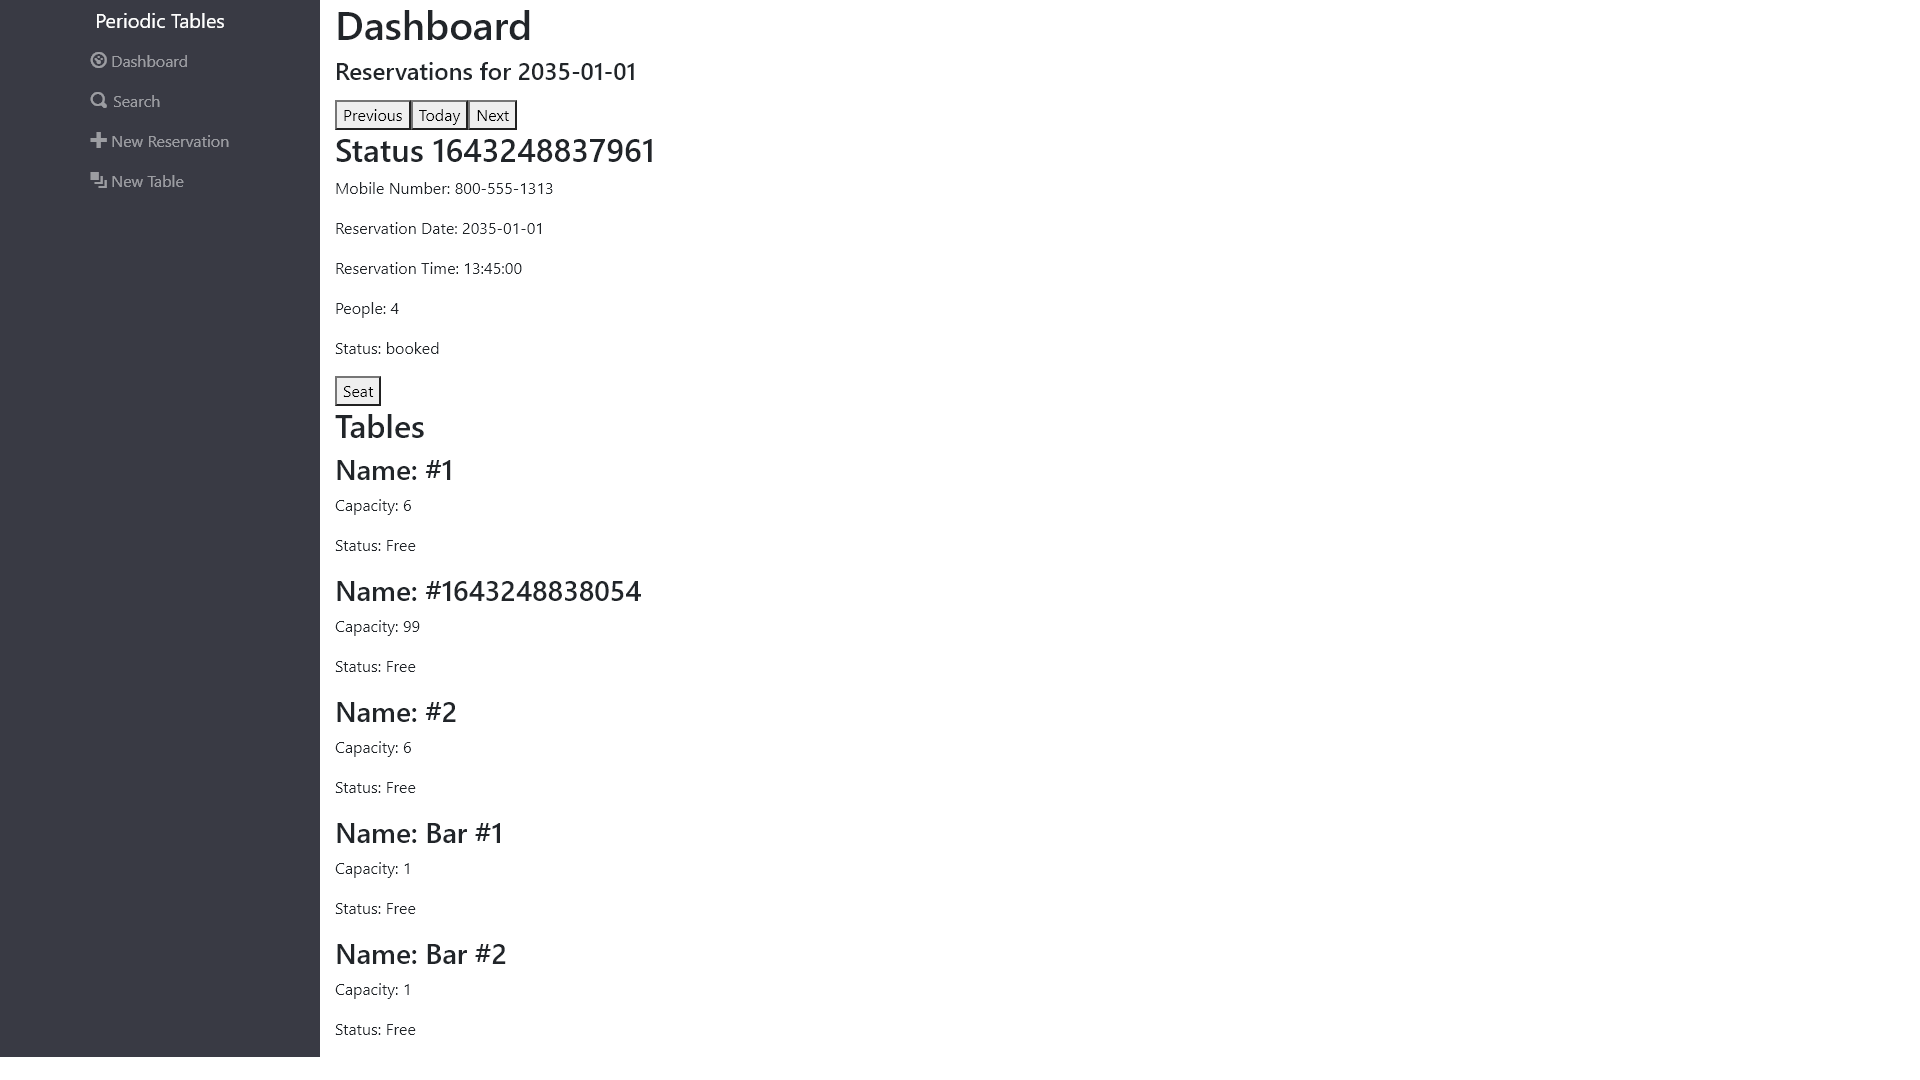 Periodic Tables
Dashboard
Search
New Reservation
New Table
Dashboard
Reservations for 2035-01-01
Previous Today Next
Status 1643248837961
Mobile Number: 800-555-1313
Reservation Date: 2035-01-01
Reservation Time: 13:45:00
People: 4
Status: booked
Seat
Tables
Name: #1
Capacity: 6
Status: Free
Name: #1643248838054
Capacity: 99
Status: Free
Name: #2
Capacity: 6
Status: Free
Name: Bar #1
Capacity: 1
Status: Free
Name: Bar #2
Capacity: 1
Status: Free